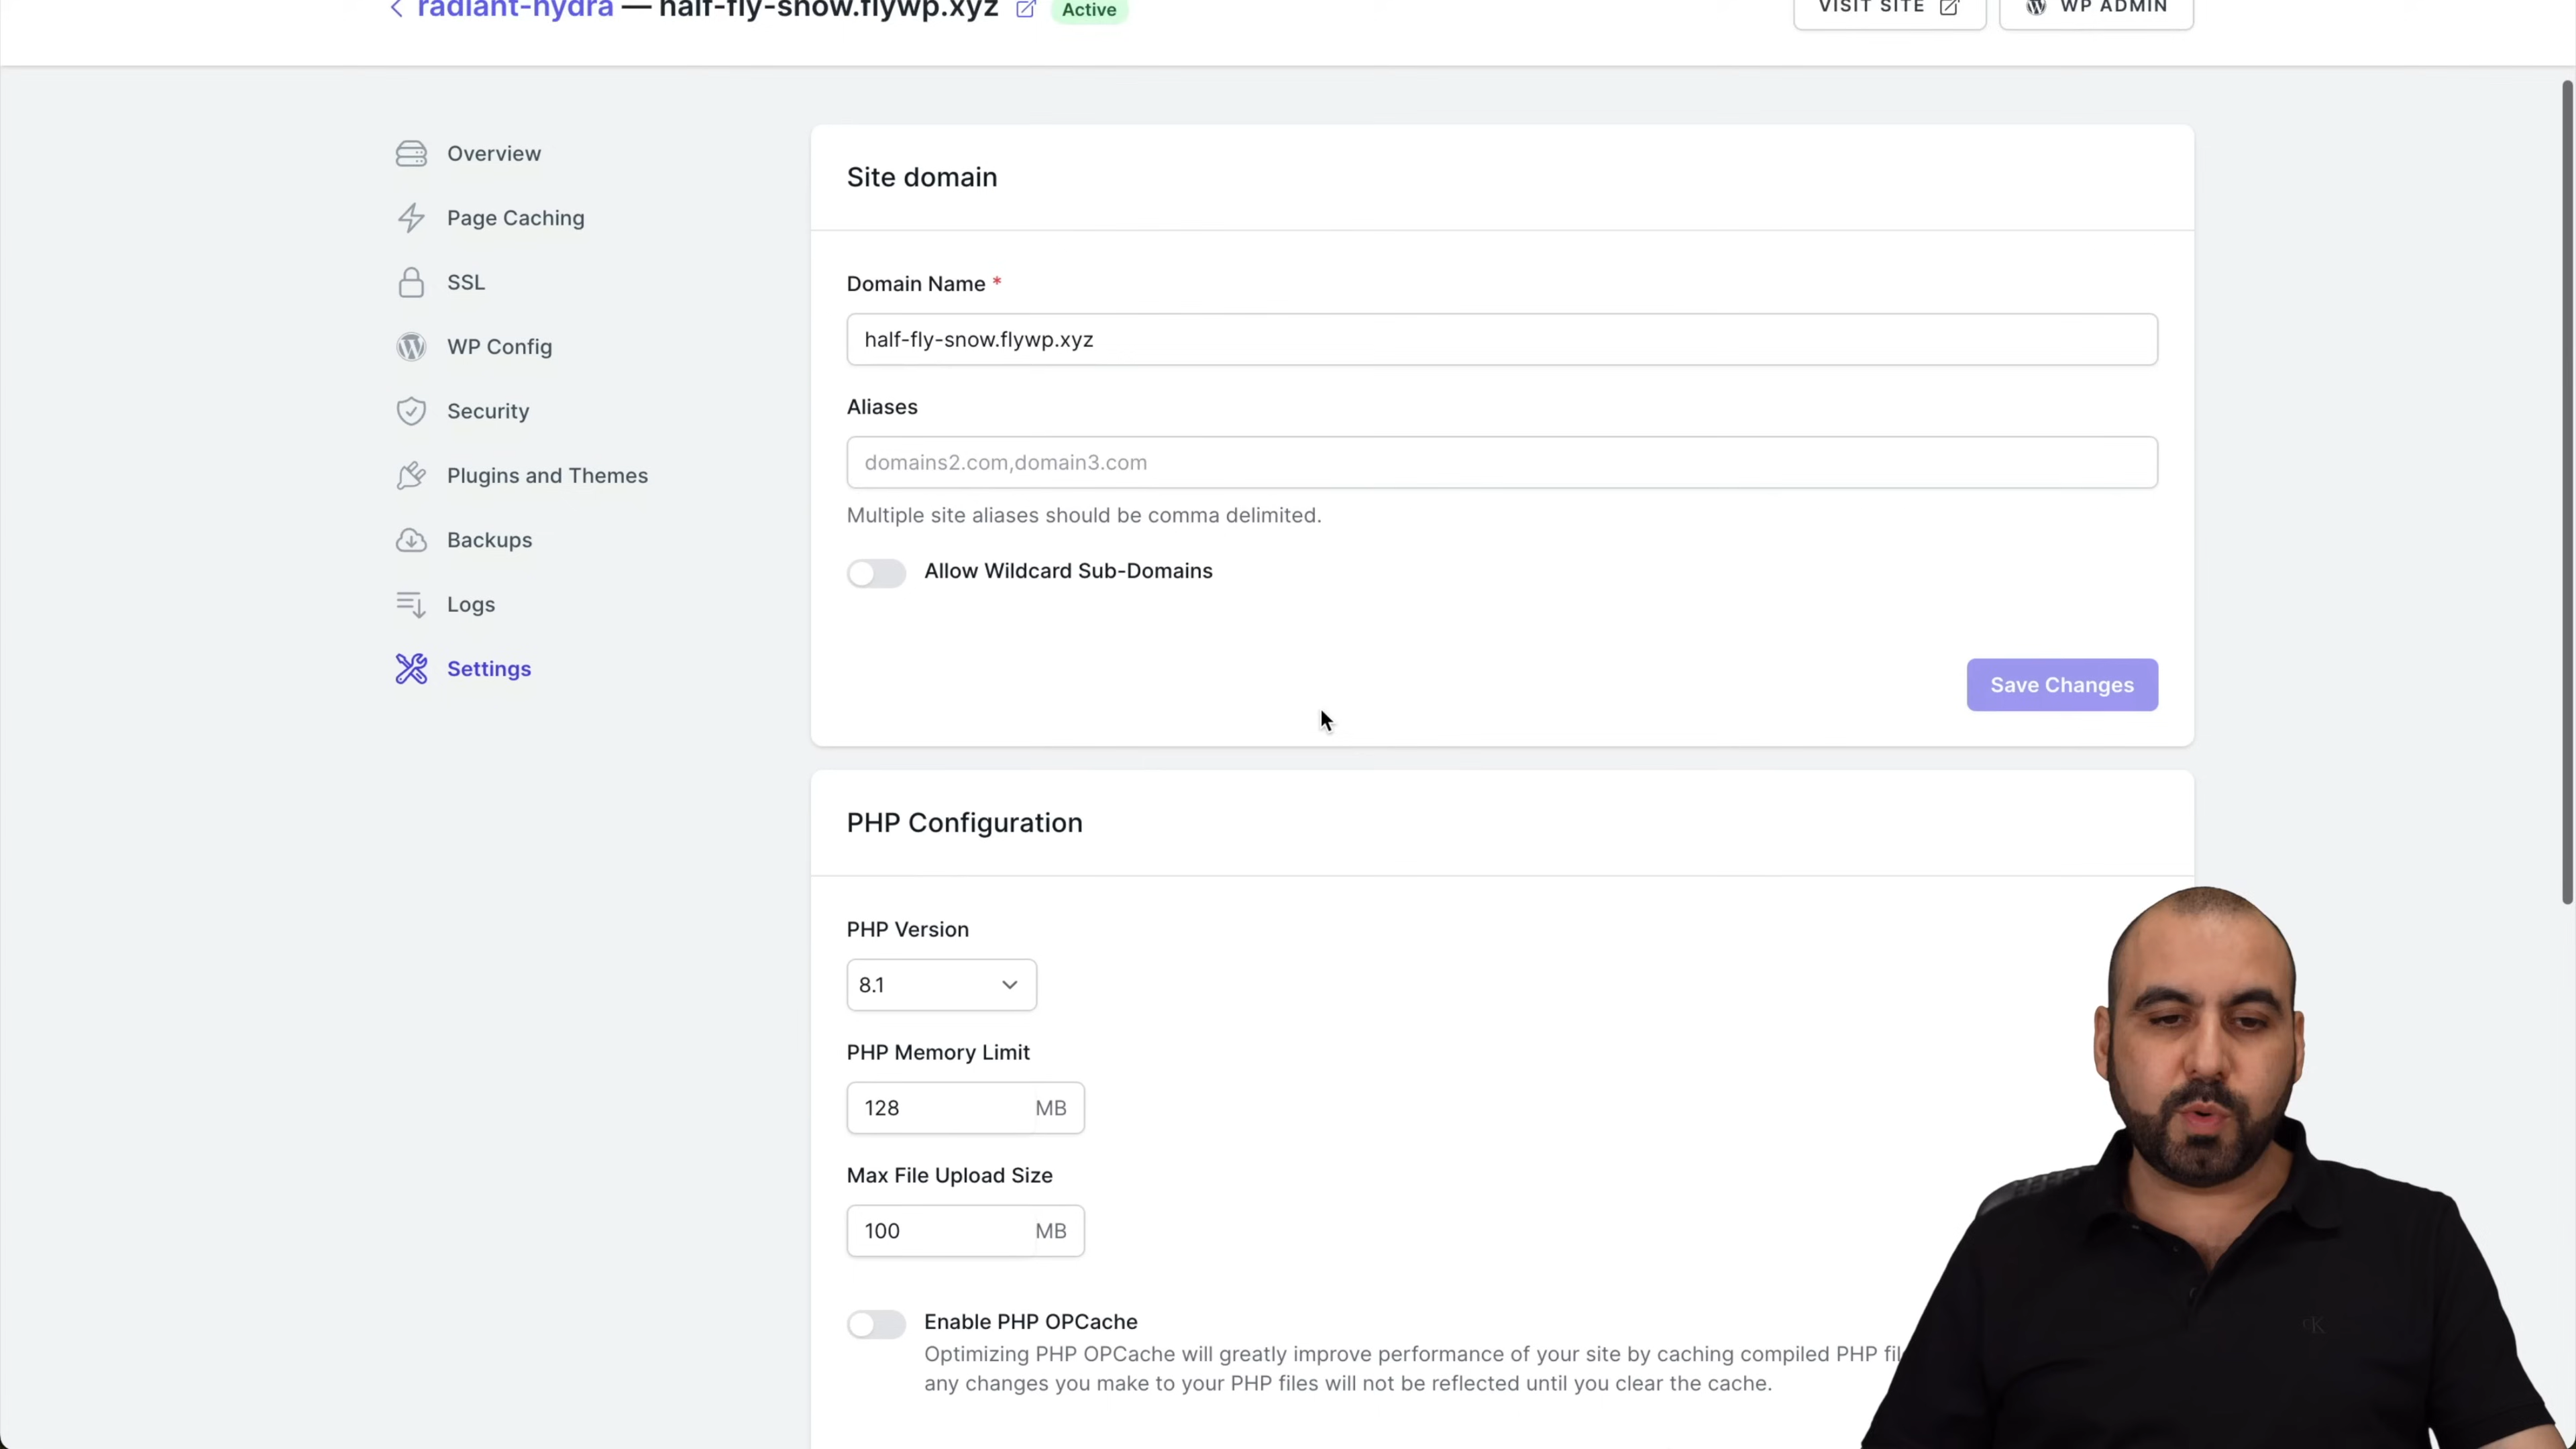 radiant-hydra — half-fly-snow.flywp.xyz Active
VISIT SITE
WP ADMIN
Overview
Page Caching
SSL
WP Config
Security
Plugins and Themes
Backups
Logs
Settings
Site domain
Domain Name *
half-fly-snow.flywp.xyz
Aliases
domains2.com,domain3.com
Multiple site aliases should be comma delimited.
Allow Wildcard Sub-Domains
Save Changes
PHP Configuration
PHP Version
8.1
PHP Memory Limit
128 MB
Max File Upload Size
100 MB
Enable PHP OPCache
Optimizing PHP OPCache will greatly improve performance of your site by caching compiled PHP
any changes you make to your PHP files will not be reflected until you clear the cache.
cK